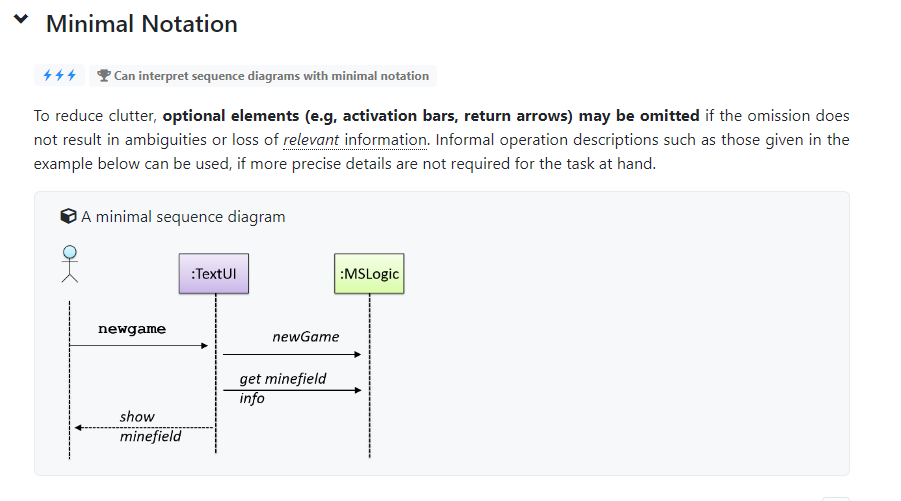 Minimal Notation
Can interpret sequence diagrams with minimal notation
To reduce clutter, optional elements (e.g, activation bars, return arrows) may be omitted if the omission does
not result in ambiguities or loss of relevant information. Informal operation descriptions such as those given in the
example below can be used, if more precise details are not required for the task at hand.
A minimal sequence diagram
:TextUI
:MSLogic
newgame
newGame
get minefield
info
show
minefield